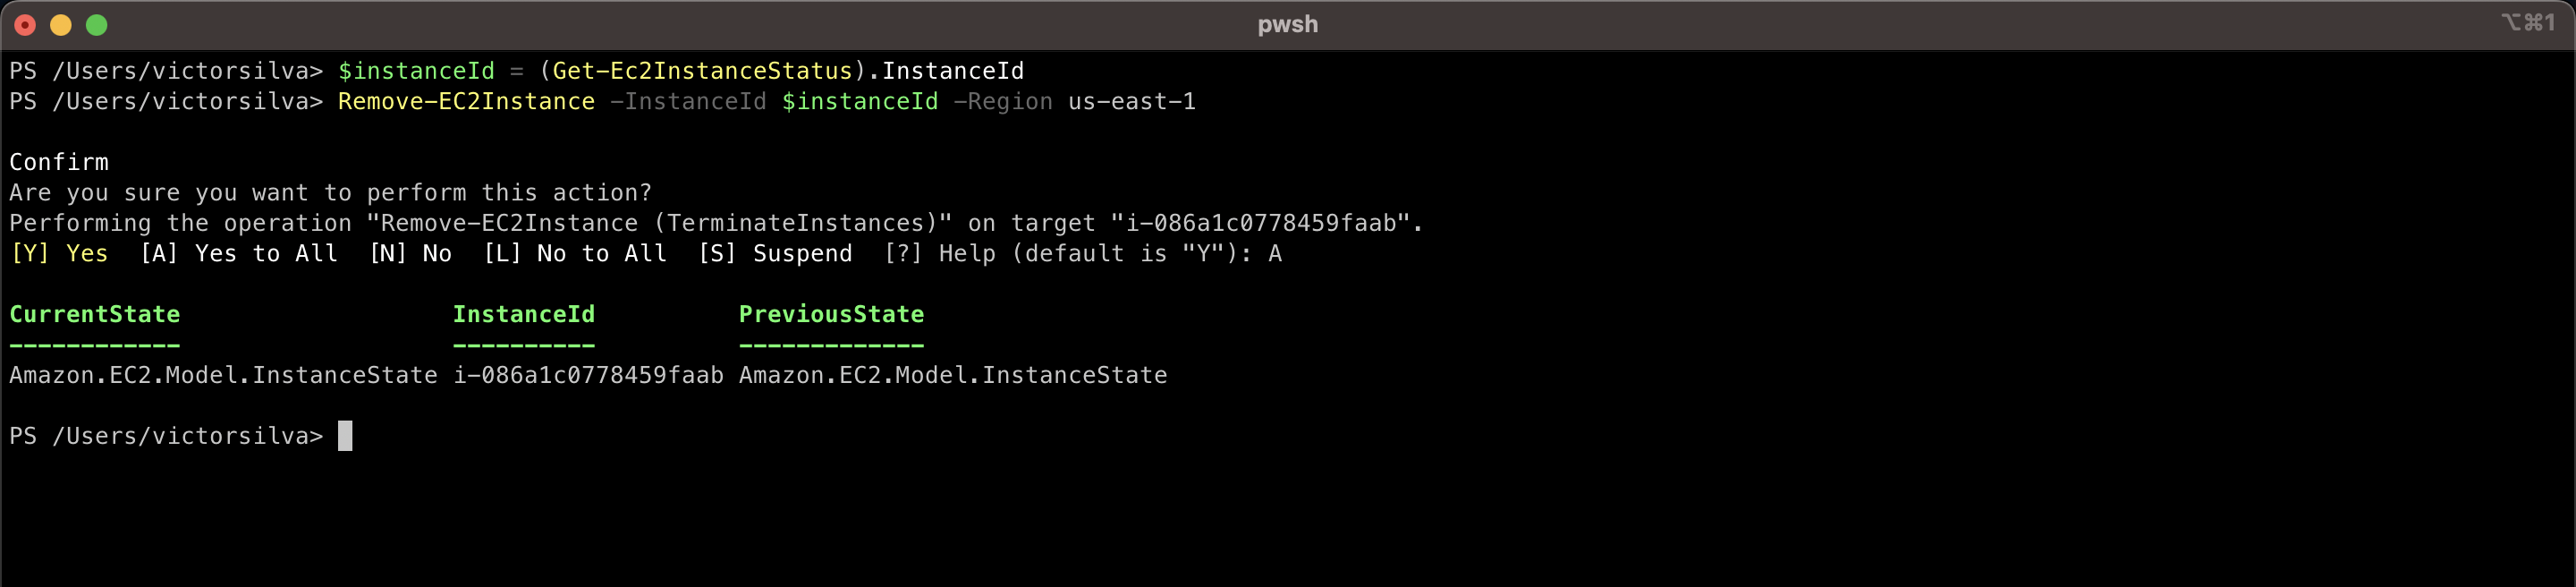 pwsh
⌥⌘1
PS /Users/victorsilva> $instanceId = (Get-Ec2InstanceStatus).InstanceId
PS /Users/victorsilva> Remove-EC2Instance -InstanceId $instanceId -Region us-east-1
Confirm
Are you sure you want to perform this action?
Performing the operation "Remove-EC2Instance (TerminateInstances)" on target "i-086a1c0778459faab".
[Y] Yes  [A] Yes to All  [N] No  [L] No to All  [S] Suspend  [?] Help (default is "Y"): A
CurrentState                   InstanceId          PreviousState
------------                   ----------          -------------
Amazon.EC2.Model.InstanceState i-086a1c0778459faab Amazon.EC2.Model.InstanceState
PS /Users/victorsilva>